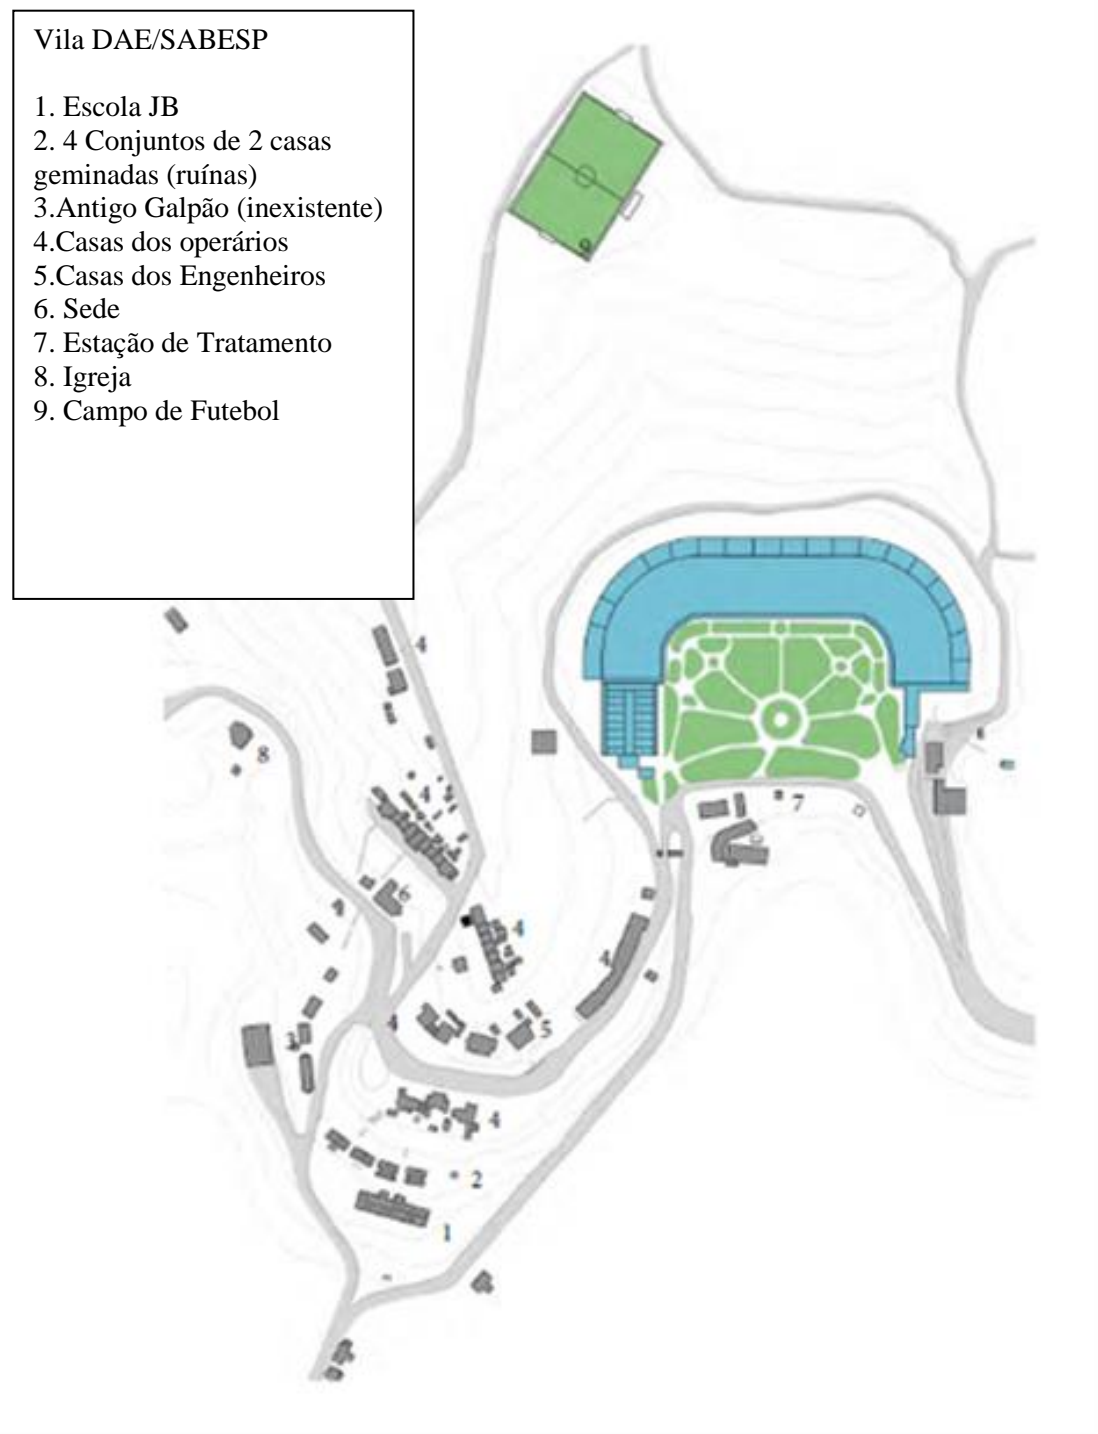 Vila DAE/SABESP
1. Escola JB
2. 4 Conjuntos de 2 casas
geminadas (ruínas)
3.Antigo Galpão (inexistente)
4.Casas dos operários
5.Casas dos Engenheiros
6. Sede
7. Estação de Tratamento
8. Igreja
9. Campo de Futebol
9
4
8
4
7
6
4
4
4
5
4
3
4
2
1